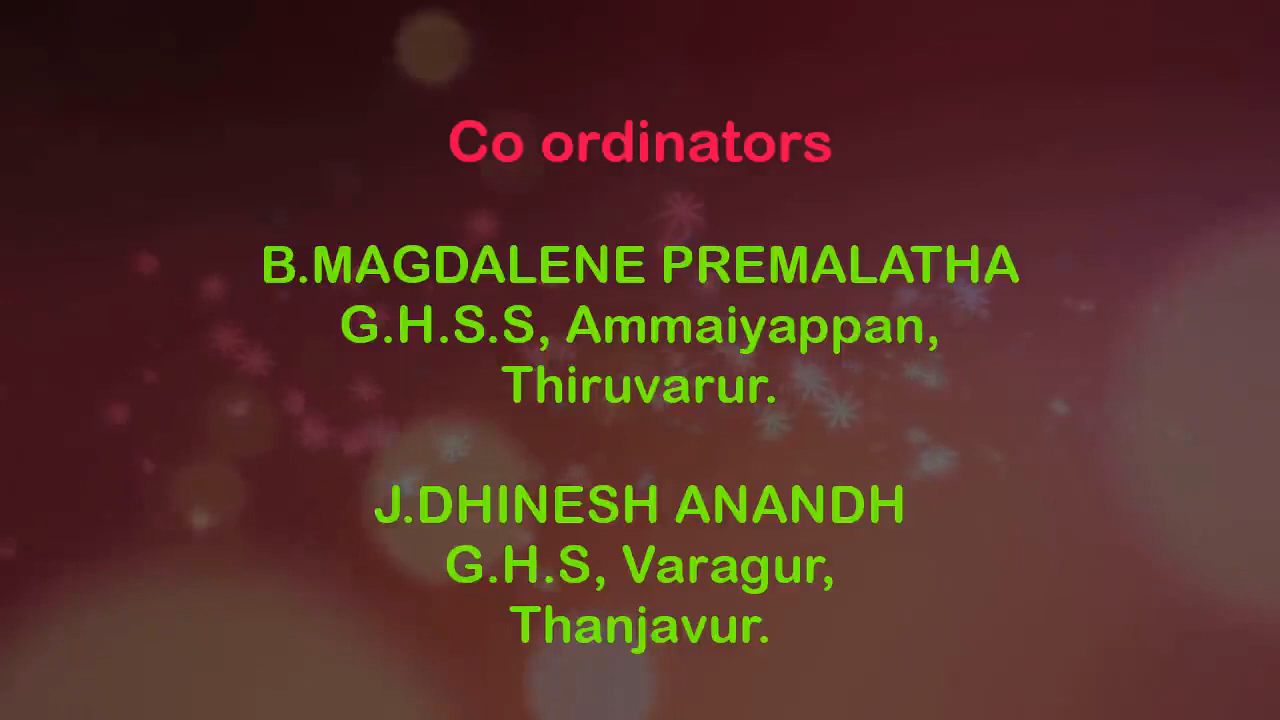 Co ordinators
B.MAGDALENE PREMALATHA
G.H.S.S, Ammaiyappan,
Thiruvarur.
J.DHINESH ANANDH
G.H.S, Varagur,
Thanjavur.